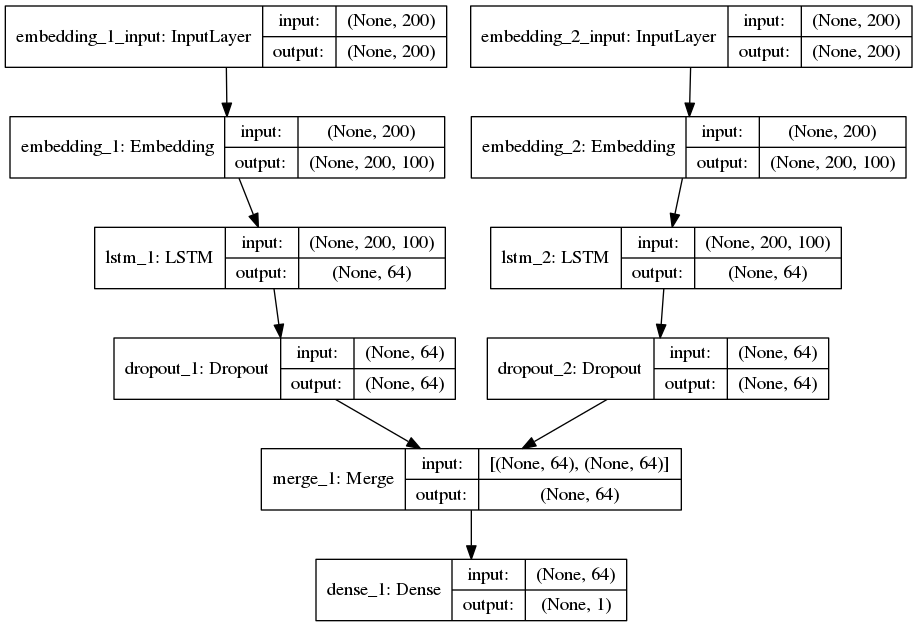 embedding_1_input: InputLayer
input: (None, 200)
output: (None, 200)
embedding_2_input: InputLayer
input: (None, 200)
output: (None, 200)
embedding_1: Embedding
input: (None, 200)
output: (None, 200, 100)
embedding_2: Embedding
input: (None, 200)
output: (None, 200, 100)
lstm_1: LSTM
input: (None, 200, 100)
output: (None, 64)
lstm_2: LSTM
input: (None, 200, 100)
output: (None, 64)
dropout_1: Dropout
input: (None, 64)
output: (None, 64)
dropout_2: Dropout
input: (None, 64)
output: (None, 64)
merge_1: Merge
input: [(None, 64), (None, 64)]
output: (None, 64)
dense_1: Dense
input: (None, 64)
output: (None, 1)